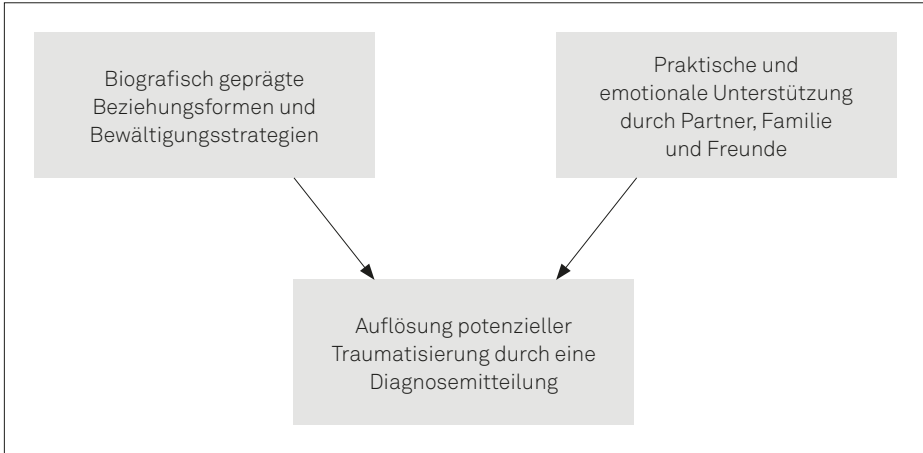 Biografisch geprägte
Beziehungsformen und
Bewältigungsstrategien
Praktische und
emotionale Unterstützung
durch Partner, Familie
und Freunde
Auflösung potenzieller
Traumatisierung durch eine
Diagnosemitteilung